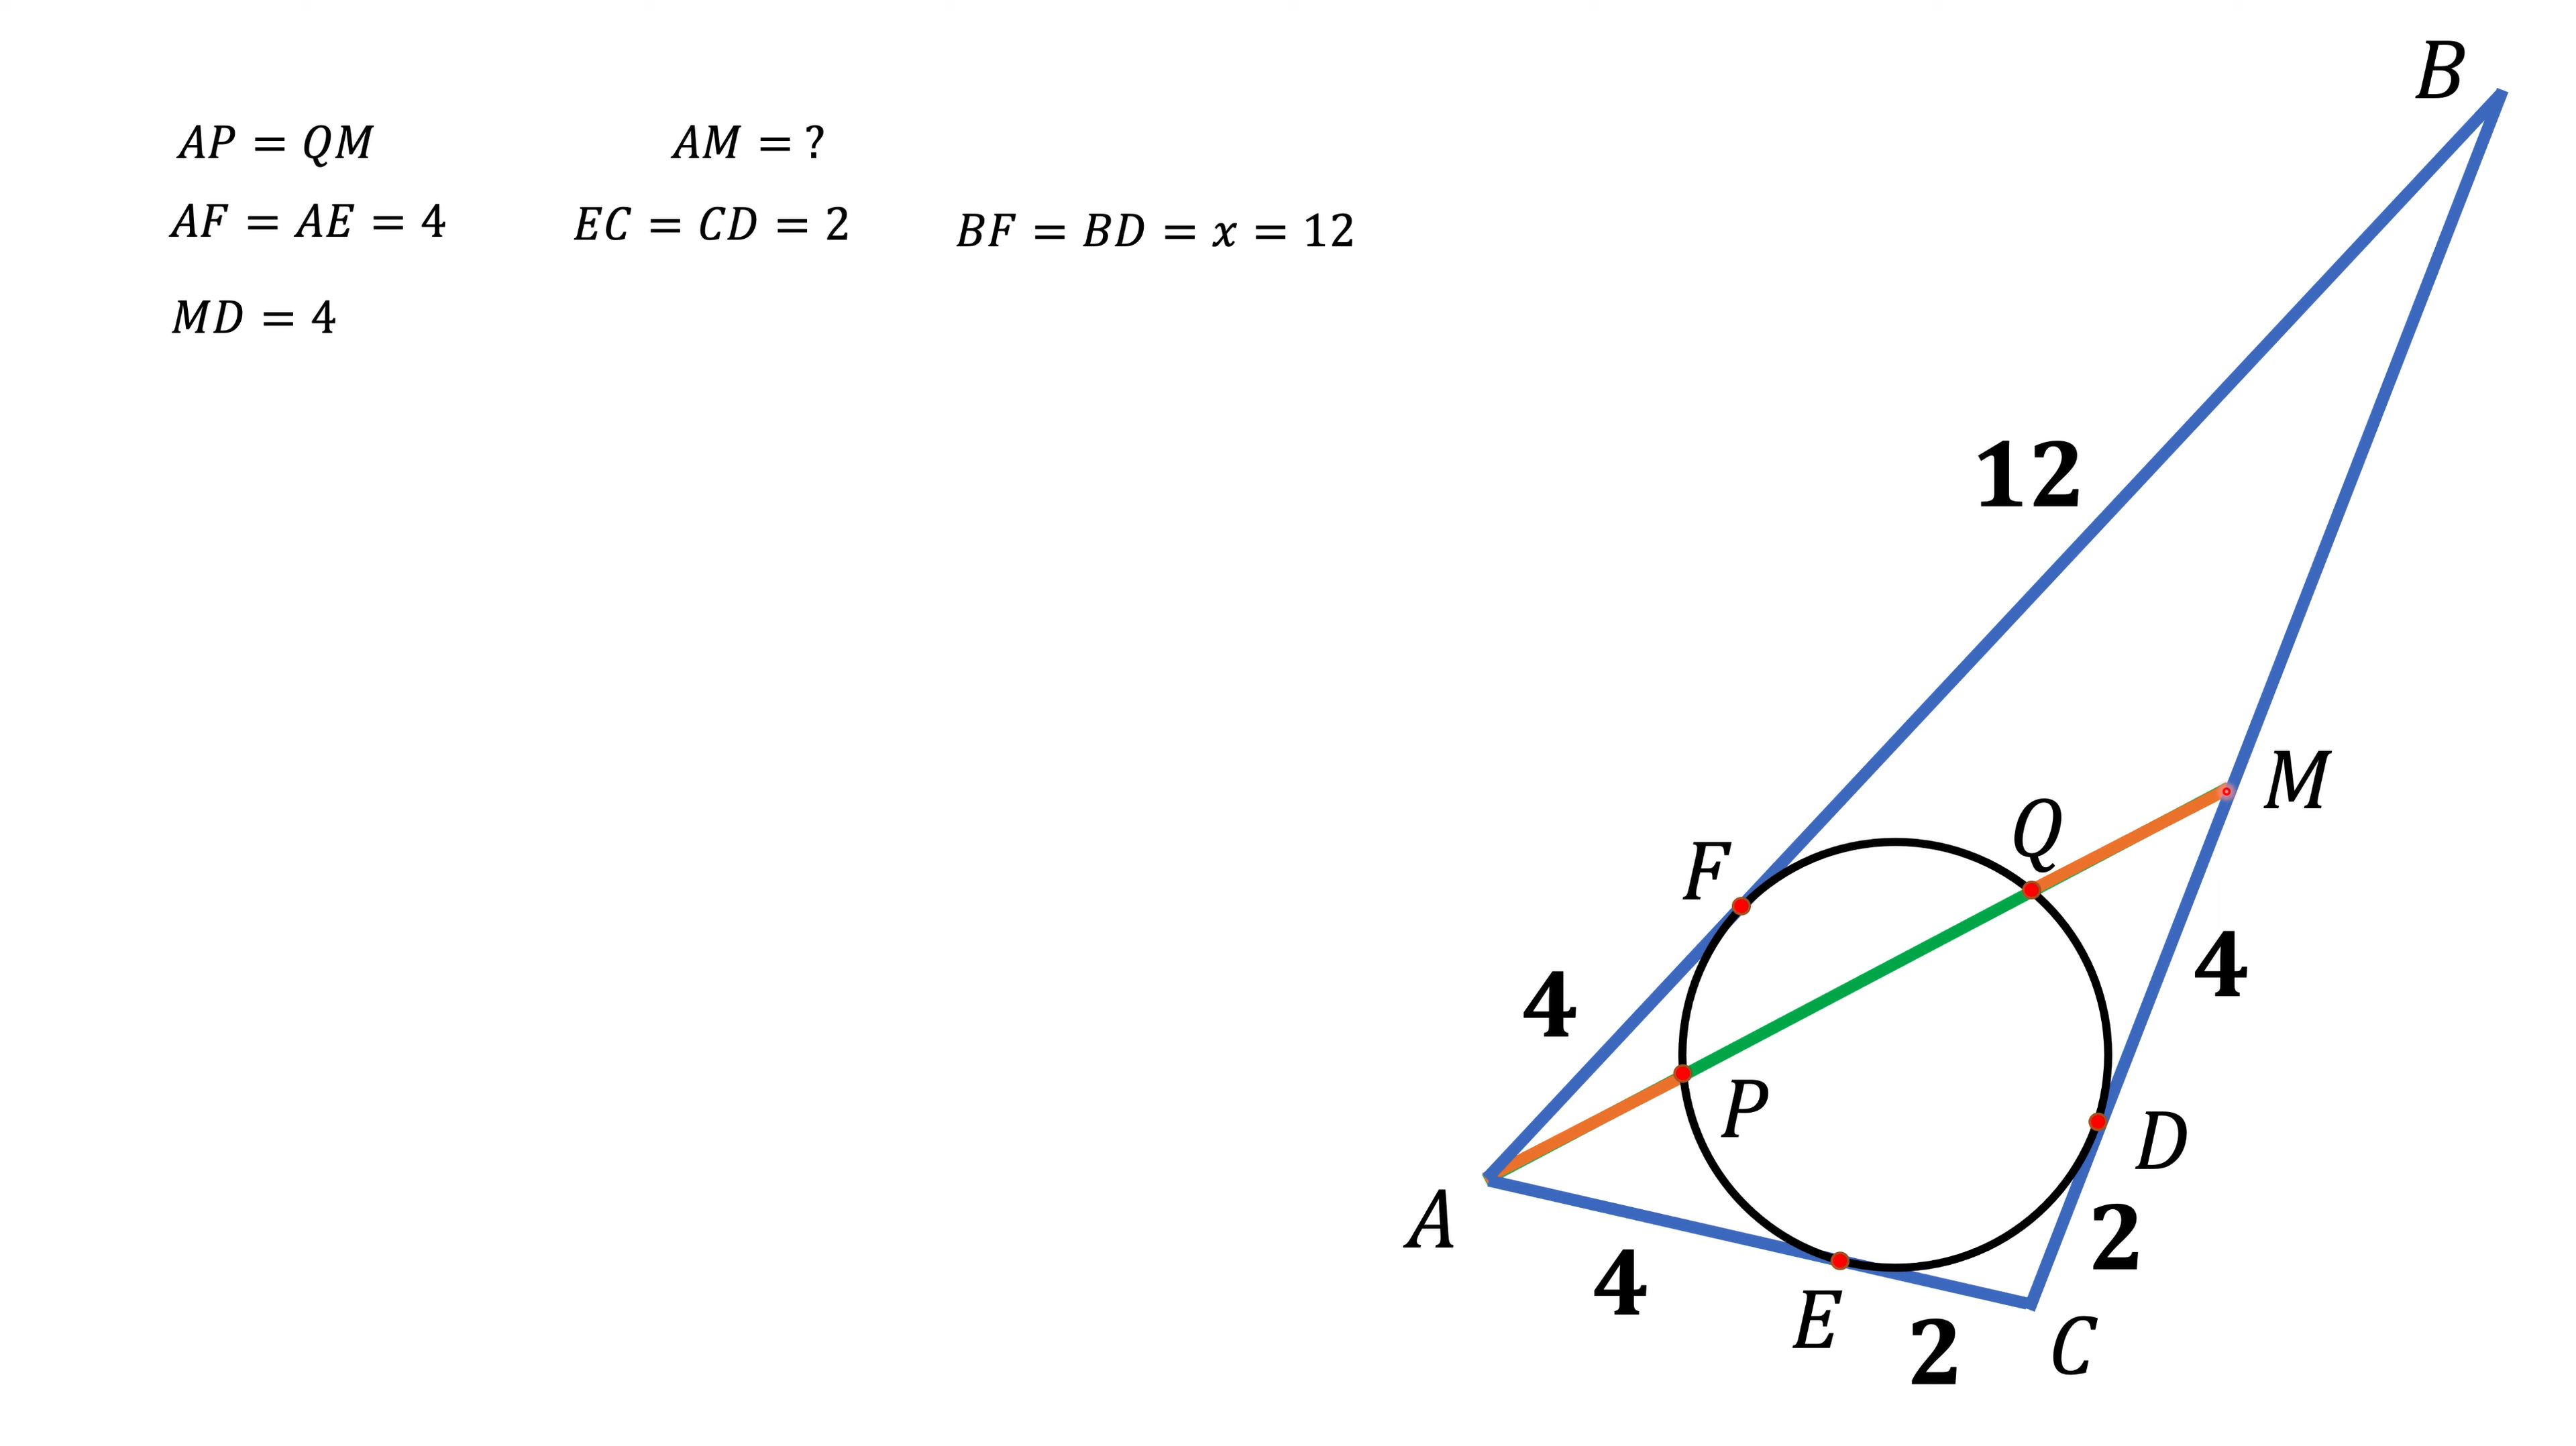 B
AP = QM
AM = ?
AF = AE = 4
EC = CD = 2
BF = BD = x = 12
MD = 4
12
M
Q
F
4
4
P
D
A
2
4
E
2
C